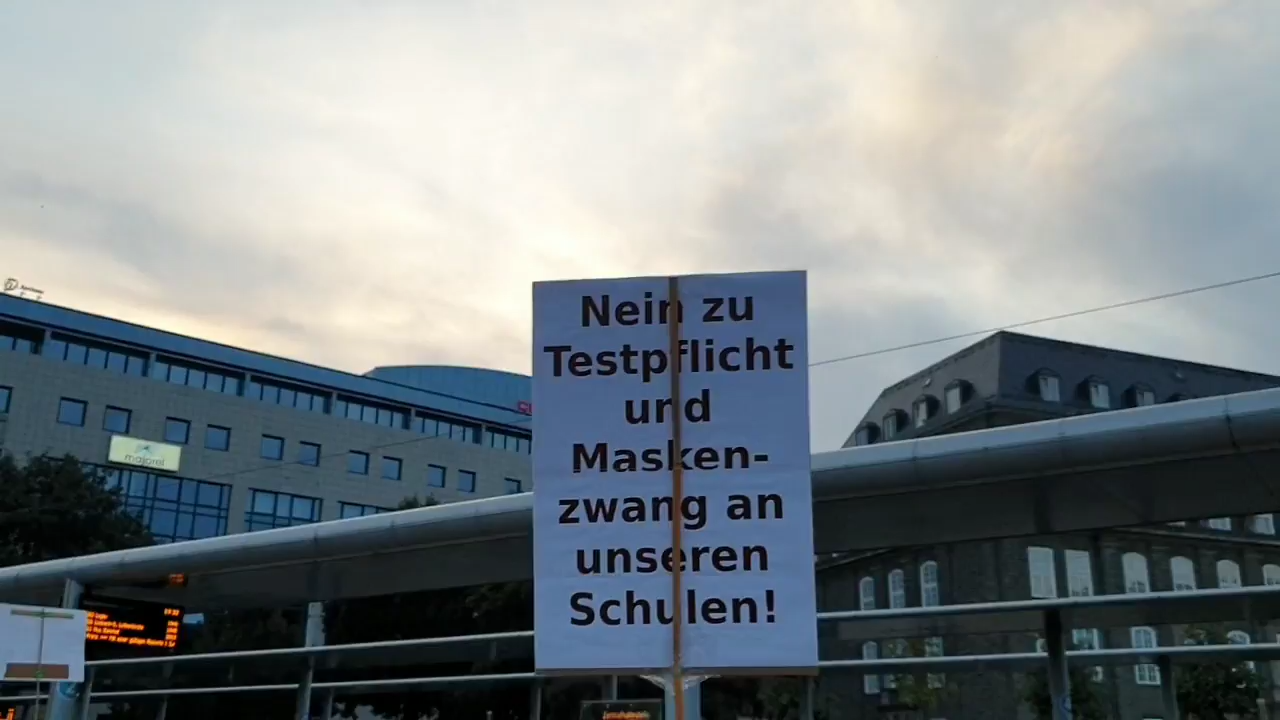 Nein zu
Testpflicht
und
Masken-
zwang an
unseren
Schulen!
majorel